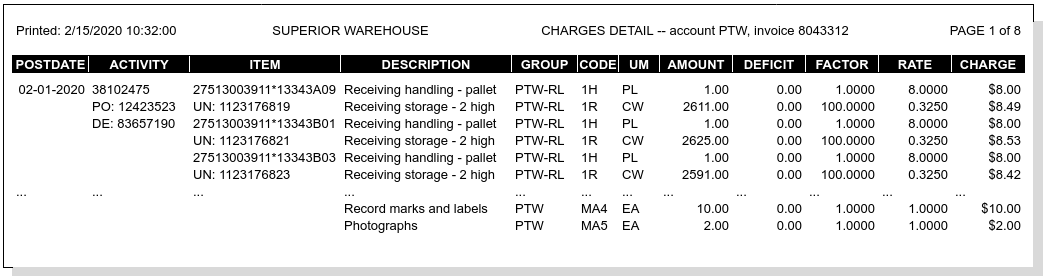 Printed: 2/15/2020 10:32:00 SUPERIOR WAREHOUSE CHARGES DETAIL -- account PTW, invoice 8043312 PAGE 1 of 8
POSTDATE ACTIVITY ITEM DESCRIPTION GROUP CODE UM AMOUNT DEFICIT FACTOR RATE CHARGE
02-01-2020 38102475 27513003911*13343A09 Receiving handling - pallet PTW-RL 1H PL 1.00 0.00 1.0000 8.0000 $8.00
PO: 12423523 UN: 1123176819 Receiving storage - 2 high PTW-RL 1R CW 2611.00 0.00 100.0000 0.3250 $8.49
DE: 83657190 27513003911*13343B01 Receiving handling - pallet PTW-RL 1H PL 1.00 0.00 1.0000 8.0000 $8.00
UN: 1123176821 Receiving storage - 2 high PTW-RL 1R CW 2625.00 0.00 100.0000 0.3250 $8.53
27513003911*13343B03 Receiving handling - pallet PTW-RL 1H PL 1.00 0.00 1.0000 8.0000 $8.00
UN: 1123176823 Receiving storage - 2 high PTW-RL 1R CW 2591.00 0.00 100.0000 0.3250 $8.42
... ... ... ... ... ... ... ... ... ... ... ...
Record marks and labels PTW MA4 EA 10.00 0.00 1.0000 1.0000 $10.00
Photographs PTW MA5 EA 2.00 0.00 1.0000 1.0000 $2.00